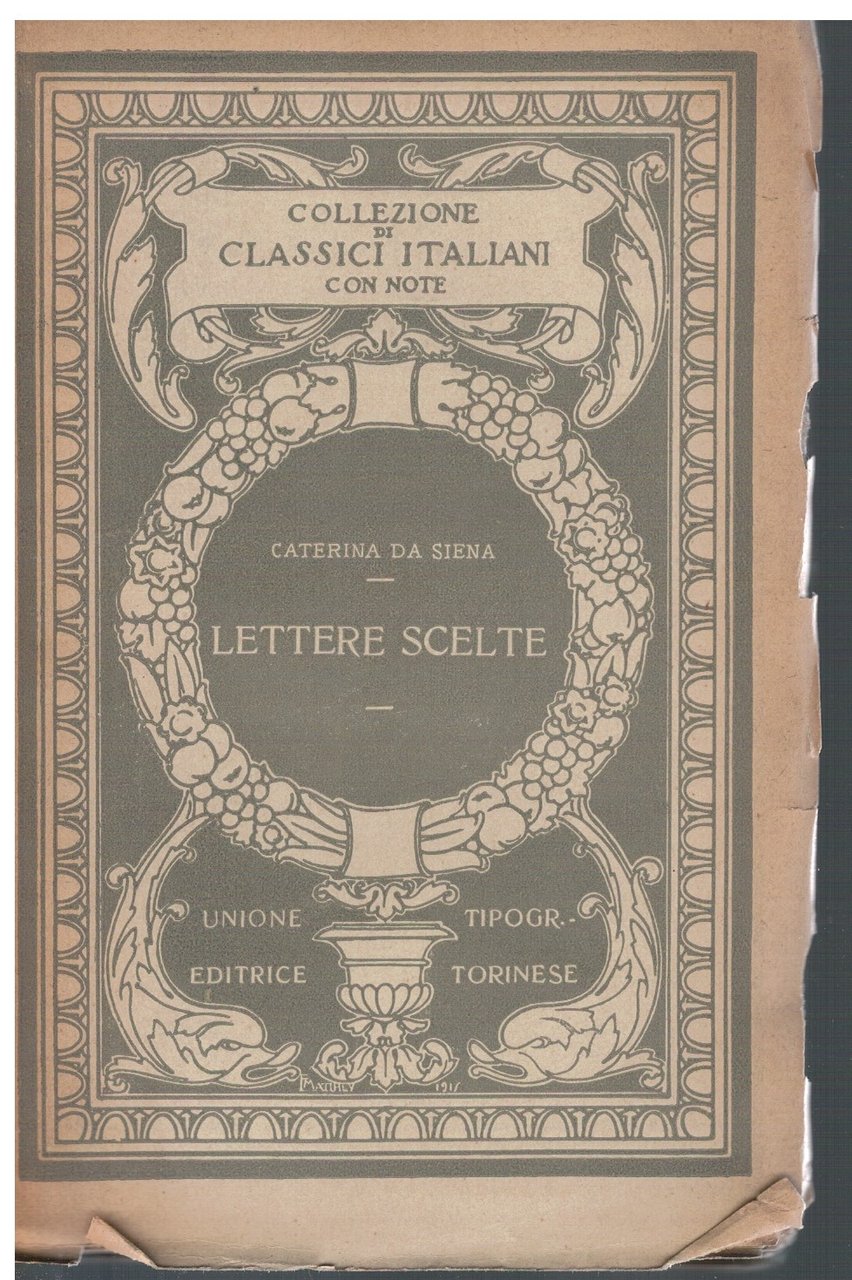 COLLEZIONE
DI
CLASSICI ITALIANI
CON NOTE
CATERINA DA SIENA
LETTERE SCELTE
UNIONE TIPOGR.-
EDITRICE TORINESE